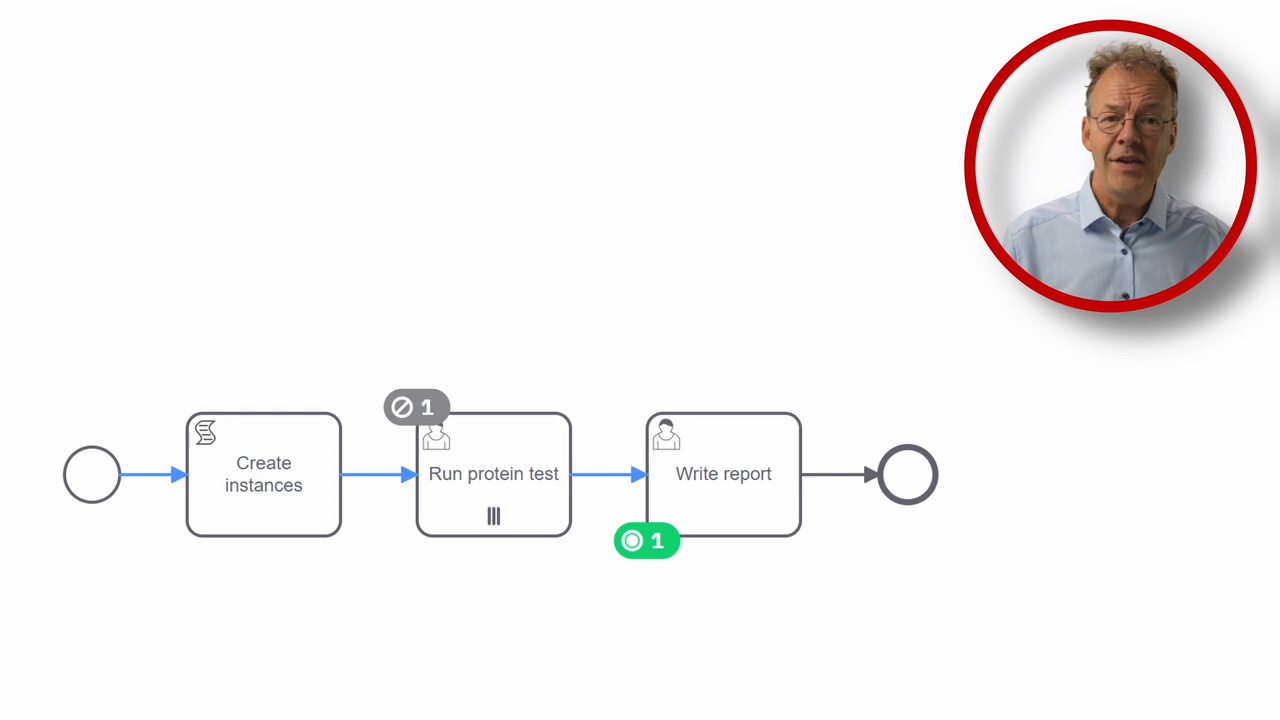 1
Create
instances
Run protein test
Write report
1